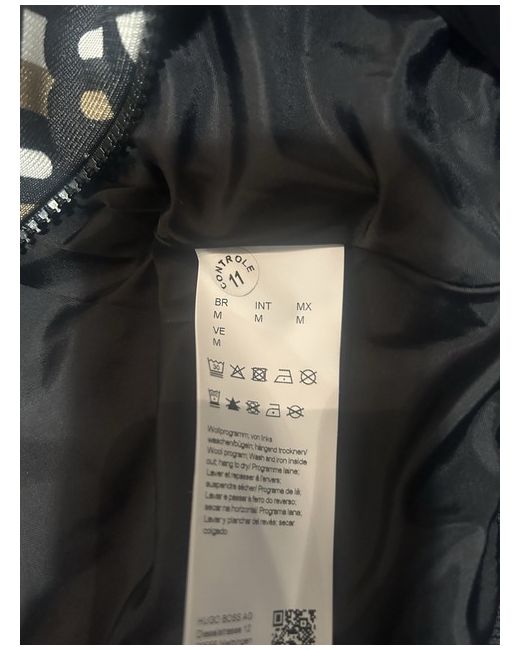 CONTROLE
11
BR INT MX
M M M
VE
M
30
Wollprogramm; von links
waschen/bügeln; hängend trocknen/
Wool program; Wash and iron inside
out; hang to dry/ Programme laine;
Laver et repasser à l'envers;
suspendre sécher/ Programa de lã;
Lavar e passar a ferro do reverso;
secar na horizontal/ Programa lana;
Lavar y planchar del revés; secar
colgado
HUGO BOSS AG
Dieselstrasse 12
Metzingen